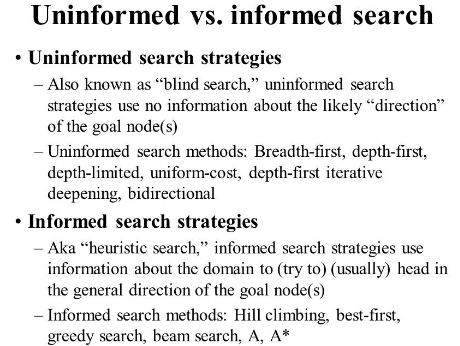 Uninformed vs. informed search
• Uninformed search strategies
– Also known as “blind search,” uninformed search
strategies use no information about the likely “direction”
of the goal node(s)
– Uninformed search methods: Breadth-first, depth-first,
depth-limited, uniform-cost, depth-first iterative
deepening, bidirectional
• Informed search strategies
– Aka “heuristic search,” informed search strategies use
information about the domain to (try to) (usually) head in
the general direction of the goal node(s)
– Informed search methods: Hill climbing, best-first,
greedy search, beam search, A, A*